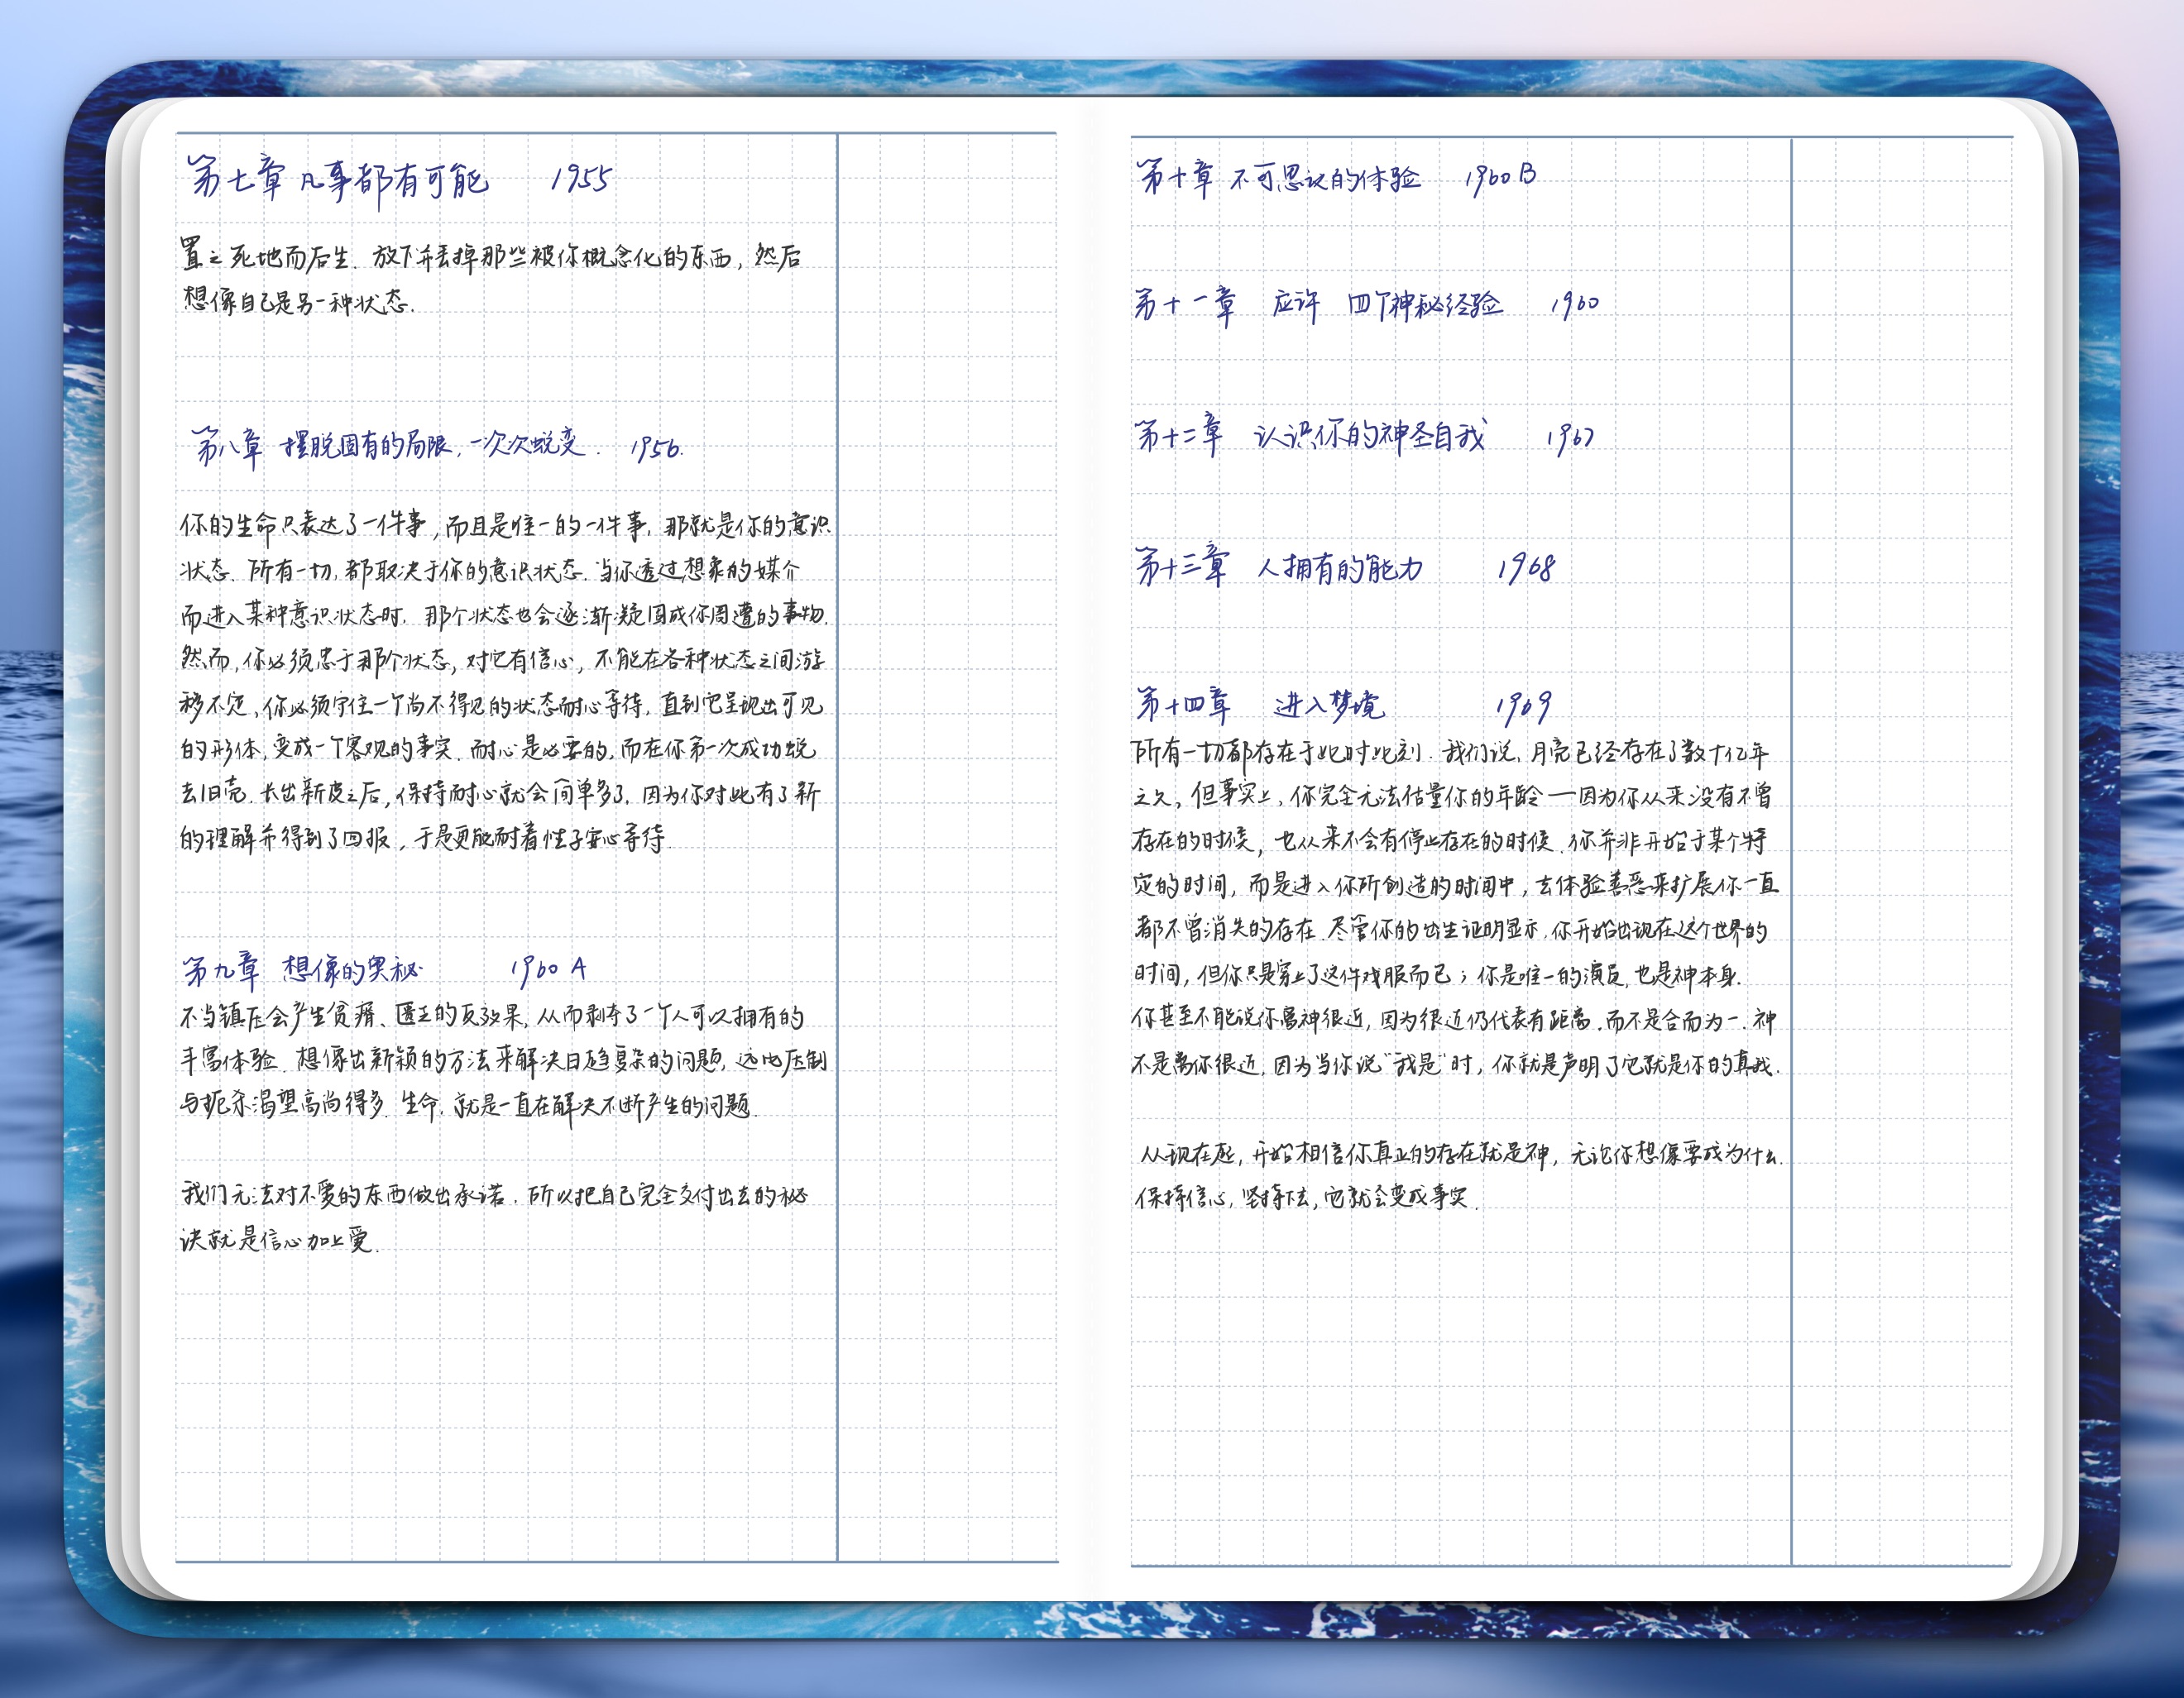 第七章 凡事都有可能 1955
置之死地而后生. 放下并丢掉那些被你概念化的东西, 然后
想像自己是另一种状态.
第八章 摆脱固有的局限, 一次次蜕变. 1956.
你的生命只表达了一件事, 而且是唯一的一件事, 那就是你的意识
状态. 所有一切, 都取决于你的意识状态. 当你透过想象的媒介
而进入某种意识状态时, 那个状态也会逐渐凝固成你周遭的事物.
然而, 你必须忠于那个状态, 对它有信心, 不能在各种状态之间游
移不定, 你必须守住一个尚不得见的状态耐心等待, 直到它呈现出可见
的形体, 变成一个客观的事实. 耐心是必要的, 而在你第一次成功蜕
去旧壳. 长出新皮之后, 保持耐心就会简单多了. 因为你对此有了新
的理解并得到了回报, 于是更能耐着性子安心等待.
第九章 想像的奥秘 1960 A
不当镇压会产生贫瘠、匮乏的反效果, 从而剥夺了一个人可以拥有的
丰富体验. 想像出新颖的方法来解决日趋复杂的问题, 远比压制
与扼杀渴望高尚得多. 生命, 就是一直在解决不断产生的问题.
我们无法对不爱的东西做出承诺. 所以把自己完全交付出去的秘
诀就是信心加上爱.
第十章 不可思议的体验 1960 B
第十一章 应许 四个神秘经验 1960
第十二章 认识你的神圣自我 1967
第十三章 人拥有的能力 1968
第十四章 进入梦境 1969
所有一切都存在于此时此刻. 我们说, 月亮已经存在了数十亿年
之久, 但事实上, 你完全无法估量你的年龄——因为你从来没有不曾
存在的时候, 也从来不会有停止存在的时候. 你并非开始于某个特
定的时间, 而是进入你所创造的时间中, 去体验善恶来扩展你一直
都不曾消失的存在. 尽管你的出生证明显示, 你开始出现在这个世界的
时间, 但你只是穿上了这件戏服而已; 你是唯一的演员, 也是神本身.
你甚至不能说你离神很近, 因为很近仍代表有距离. 而不是合而为一. 神
不是离你很近, 因为当你说“我是”时, 你就是声明了它就是你的真我.
从现在起, 开始相信你真正的存在就是神, 无论你想像要成为什么.
保持信心, 坚持下去, 它就会变成事实.